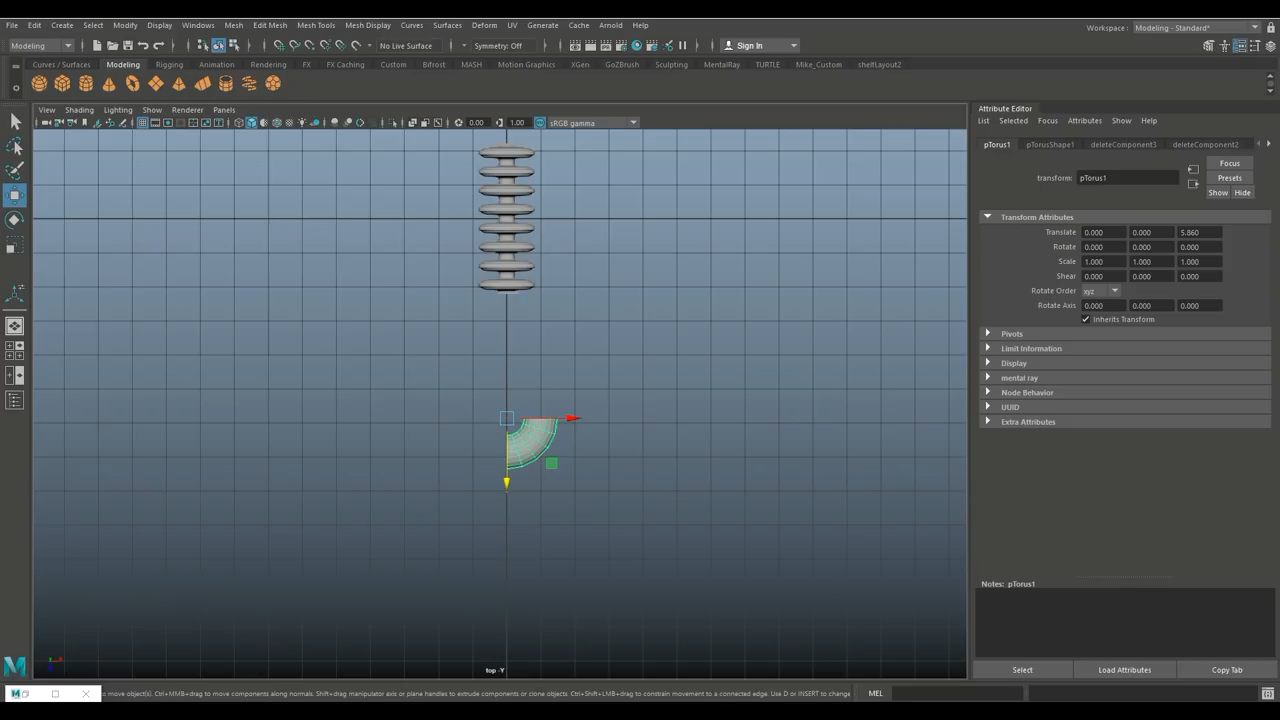 File Edit Create Select Modify Display Windows Mesh Edit Mesh Mesh Tools Mesh Display Curves Surfaces Deform UV Generate Cache Arnold Help
Workspace: Modeling - Standard*
Modeling
No Live Surface
Symmetry: Off
Sign In
Curves / Surfaces Modeling Rigging Animation Rendering FX FX Caching Custom Bifrost MASH Motion Graphics XGen GoZBrush Sculpting MentalRay TURTLE Mike_Custom shelfLayout2
View Shading Lighting Show Renderer Panels
0.00 1.00 sRGB gamma
top -Y
Attribute Editor
List Selected Focus Attributes Show Help
pTorus1 pTorusShape1 deleteComponent3 deleteComponent2
Focus
transform: pTorus1
Presets
Show Hide
Transform Attributes
Translate 0.000 0.000 5.860
Rotate 0.000 0.000 0.000
Scale 1.000 1.000 1.000
Shear 0.000 0.000 0.000
Rotate Order xyz
Rotate Axis 0.000 0.000 0.000
Inherits Transform
Pivots
Limit Information
Display
mental ray
Node Behavior
UUID
Extra Attributes
Notes: pTorus1
Select Load Attributes Copy Tab
to move object(s). Ctrl+MMB+drag to move components along normals. Shift+drag manipulator axis or plane handles to extrude components or clone objects. Ctrl+Shift+LMB+drag to constrain movement to a connected edge. Use D or INSERT to change
MEL